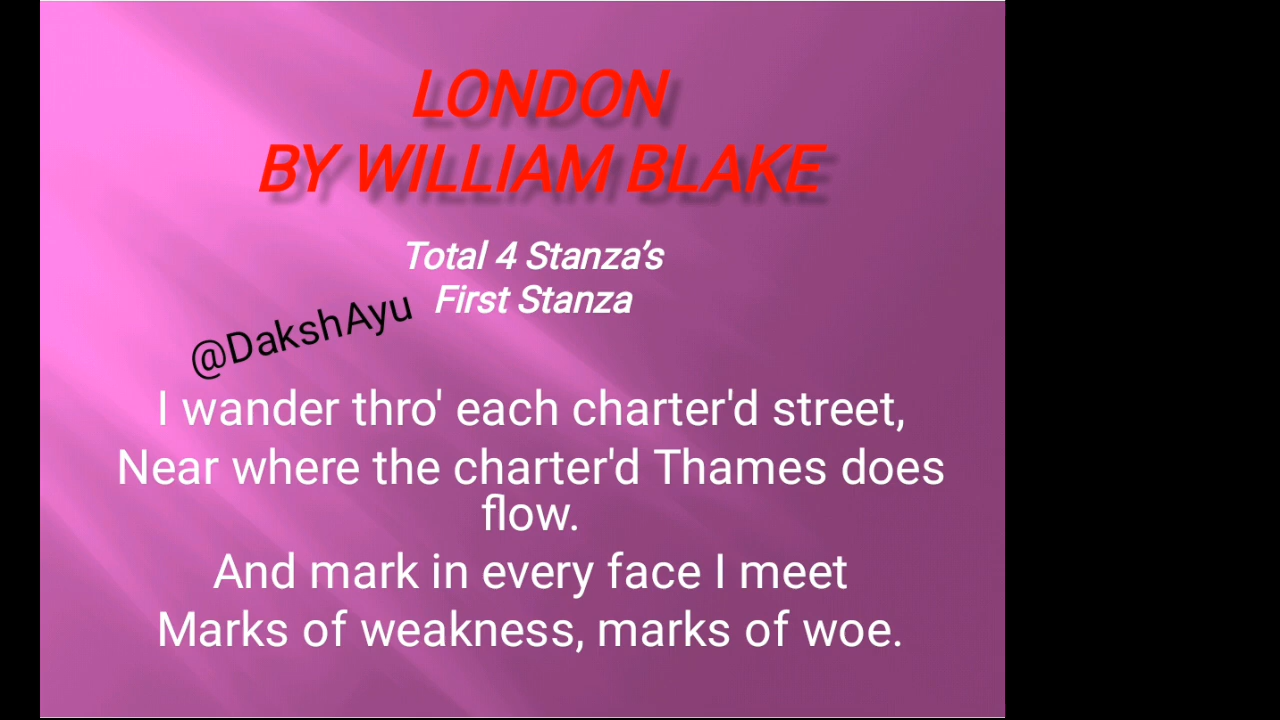 LONDON
BY WILLIAM BLAKE
Total 4 Stanza’s
First Stanza
@DakshAyu
I wander thro' each charter'd street,
Near where the charter'd Thames does
flow.
And mark in every face I meet
Marks of weakness, marks of woe.